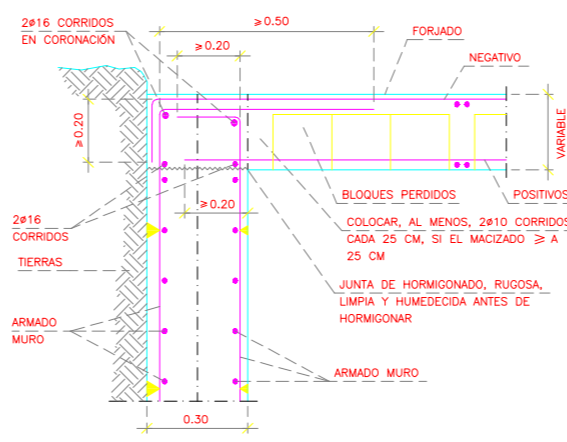 2ø16 CORRIDOS
EN CORONACIÓN
≥0.50
≥0.20
FORJADO
NEGATIVO
≥0.20
VARIABLE
BLOQUES PERDIDOS
POSITIVOS
≥0.20
COLOCAR, AL MENOS, 2ø10 CORRIDOS
CADA 25 CM, SI EL MACIZADO ≥ A
25 CM
2ø16
CORRIDOS
TIERRAS
JUNTA DE HORMIGONADO, RUGOSA,
LIMPIA Y HUMEDECIDA ANTES DE
HORMIGONAR
ARMADO
MURO
ARMADO MURO
0.30